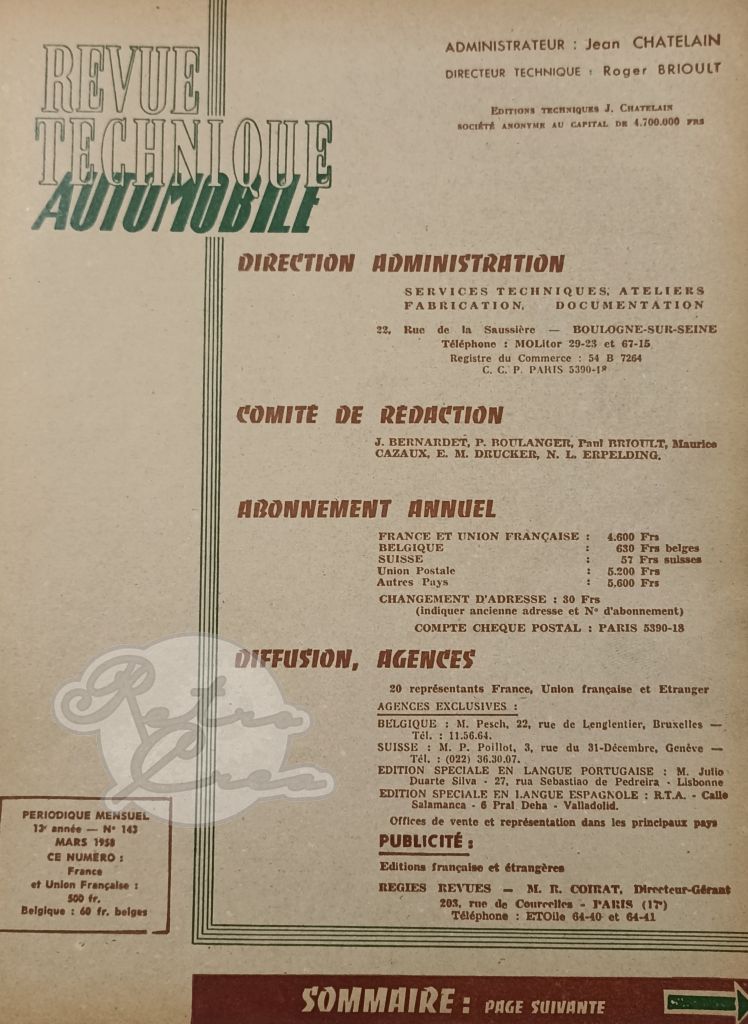 REVUE
TECHNIQUE
AUTOMOBILE
ADMINISTRATEUR : Jean CHATELAIN
DIRECTEUR TECHNIQUE : Roger BRIOULT
EDITIONS TECHNIQUES J. CHATELAIN
SOCIÉTÉ ANONYME AU CAPITAL DE 4.700.000 FRS
DIRECTION ADMINISTRATION
SERVICES TECHNIQUES, ATELIERS
FABRICATION, DOCUMENTATION
22, Rue de la Saussière — BOULOGNE-SUR-SEINE
Téléphone : MOLitor 29-23 et 67-15
Registre du Commerce : 54 B 7264
C. C. P. PARIS 5390-18
COMITÉ DE RÉDACTION
J. BERNARDET, P. BOULANGER, Paul BRIOULT, Maurice
CAZAUX, E. M. DRUCKER, N. L. ERPELDING.
ABONNEMENT ANNUEL
FRANCE ET UNION FRANÇAISE : 4.600 Frs
BELGIQUE : 630 Frs belges
SUISSE : 57 Frs suisses
Union Postale : 5.200 Frs
Autres Pays : 5.600 Frs
CHANGEMENT D'ADRESSE : 30 Frs
(indiquer ancienne adresse et N° d'abonnement)
COMPTE CHEQUE POSTAL : PARIS 5390-18
DIFFUSION, AGENCES
20 représentants France, Union française et Etranger
AGENCES EXCLUSIVES :
BELGIQUE : M. Pesch, 22, rue de Lenglentier, Bruxelles —
Tél. : 11.56.64.
SUISSE : M. P. Poillot, 3, rue du 31-Décembre, Genève —
Tél. : (022) 36.30.07.
EDITION SPECIALE EN LANGUE PORTUGAISE : M. Julio
Duarte Silva - 27, rua Sebastiao de Pedreira - Lisbonne
EDITION SPECIALE EN LANGUE ESPAGNOLE : R.T.A. - Calle
Salamanca - 6 Pral Deha - Valladolid.
Offices de vente et représentation dans les principaux pays
PUBLICITÉ :
Editions française et étrangères
REGIES REVUES — M. R. COIRAT, Directeur-Gérant
203, rue de Courcelles - PARIS (17e)
Téléphone : ETOile 64-40 et 64-41
Retro Cres
PERIODIQUE MENSUEL
13e année — N° 143
MARS 1958
CE NUMÉRO :
France
et Union Française :
500 fr.
Belgique : 60 fr. belges
SOMMAIRE : PAGE SUIVANTE